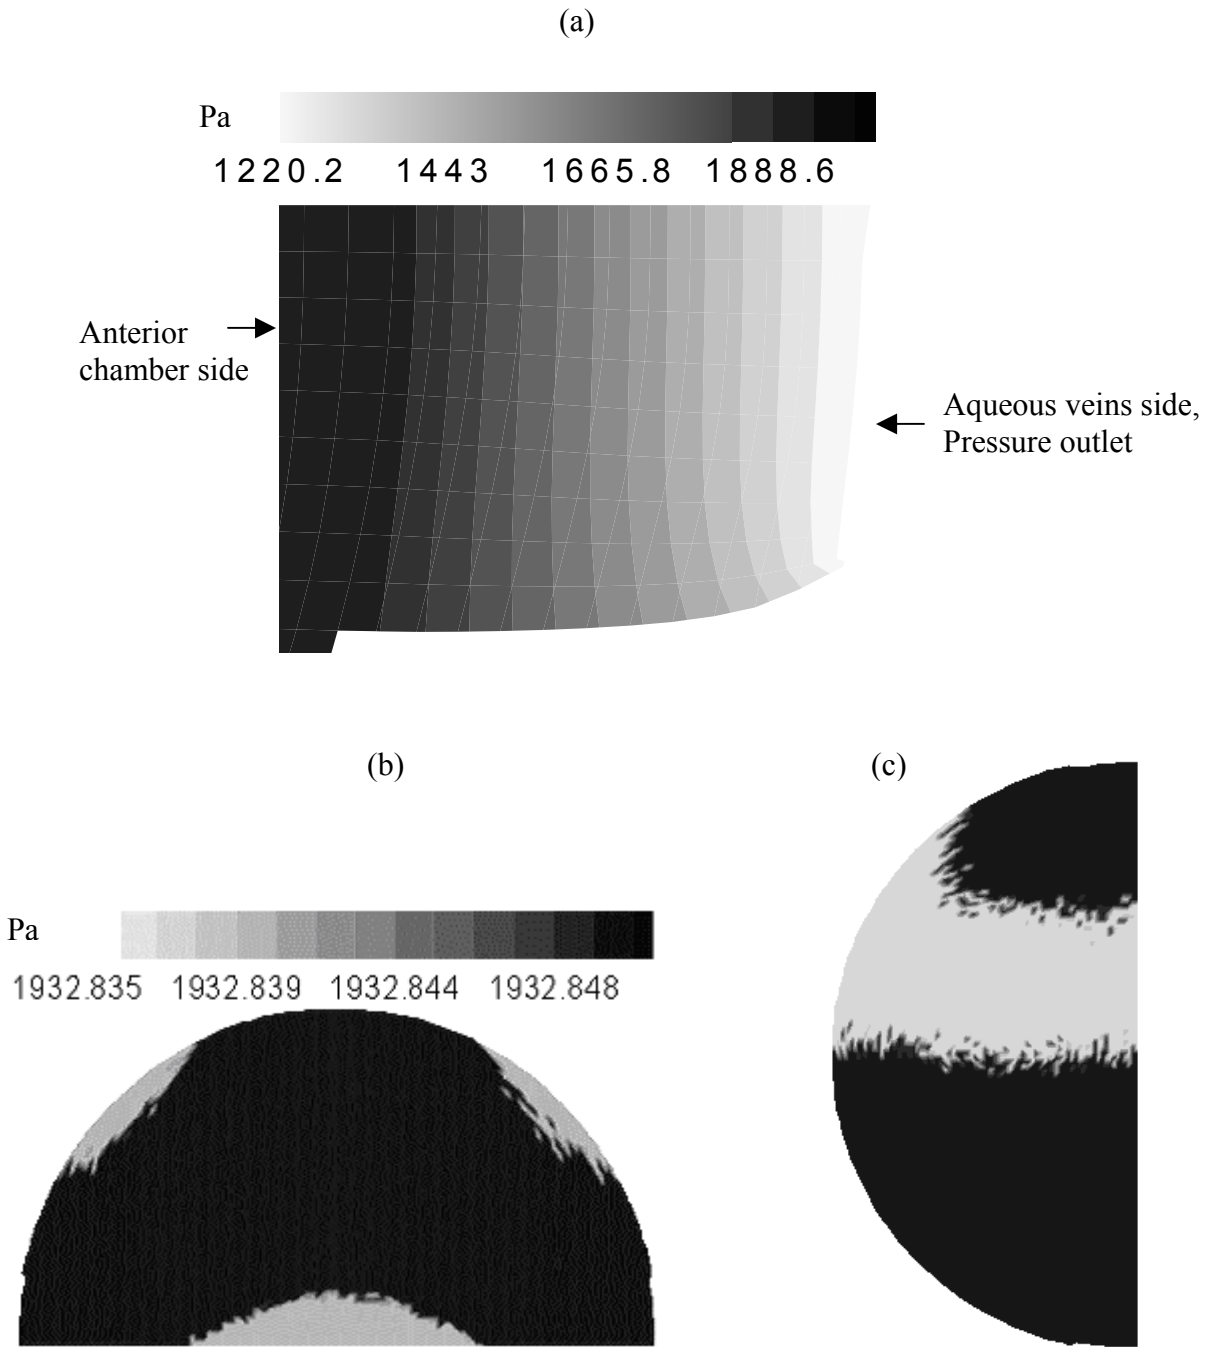 (a)
Pa
1220.2 1443 1665.8 1888.6
Anterior
chamber side
Aqueous veins side,
Pressure outlet
(b)
(c)
Pa
1932.835 1932.839 1932.844 1932.848